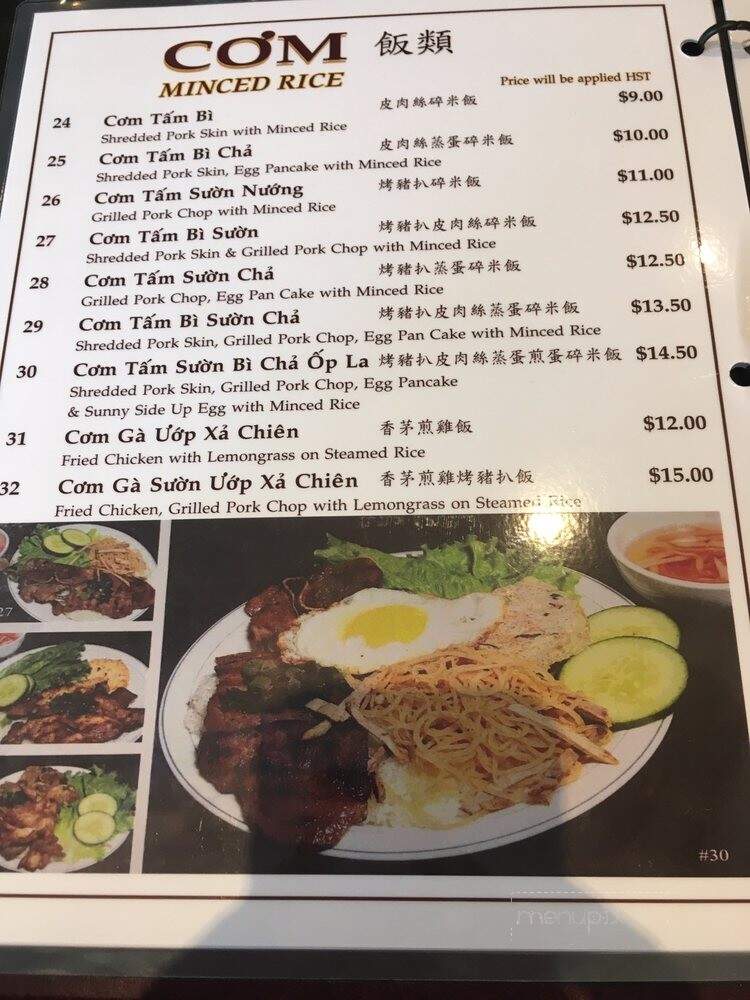 CƠM 飯類
MINCED RICE
Price will be applied HST
24 Cơm Tấm Bì 皮肉絲碎米飯 $9.00
Shredded Pork Skin with Minced Rice
25 Cơm Tấm Bì Chả 皮肉絲蒸蛋碎米飯 $10.00
Shredded Pork Skin, Egg Pancake with Minced Rice
26 Cơm Tấm Sườn Nướng 烤豬扒碎米飯 $11.00
Grilled Pork Chop with Minced Rice
27 Cơm Tấm Bì Sườn 烤豬扒皮肉絲碎米飯 $12.50
Shredded Pork Skin & Grilled Pork Chop with Minced Rice
28 Cơm Tấm Sườn Chả 烤豬扒蒸蛋碎米飯 $12.50
Grilled Pork Chop, Egg Pan Cake with Minced Rice
29 Cơm Tấm Bì Sườn Chả 烤豬扒皮肉絲蒸蛋碎米飯 $13.50
Shredded Pork Skin, Grilled Pork Chop, Egg Pan Cake with Minced Rice
30 Cơm Tấm Sườn Bì Chả Ốp La 烤豬扒皮肉絲蒸蛋煎蛋碎米飯 $14.50
Shredded Pork Skin, Grilled Pork Chop, Egg Pancake
& Sunny Side Up Egg with Minced Rice
31 Cơm Gà Ướp Xả Chiên 香茅煎雞飯 $12.00
Fried Chicken with Lemongrass on Steamed Rice
32 Cơm Gà Sườn Ướp Xả Chiên 香茅煎雞烤豬扒飯 $15.00
Fried Chicken, Grilled Pork Chop with Lemongrass on Steamed Rice
27
#30
menupix